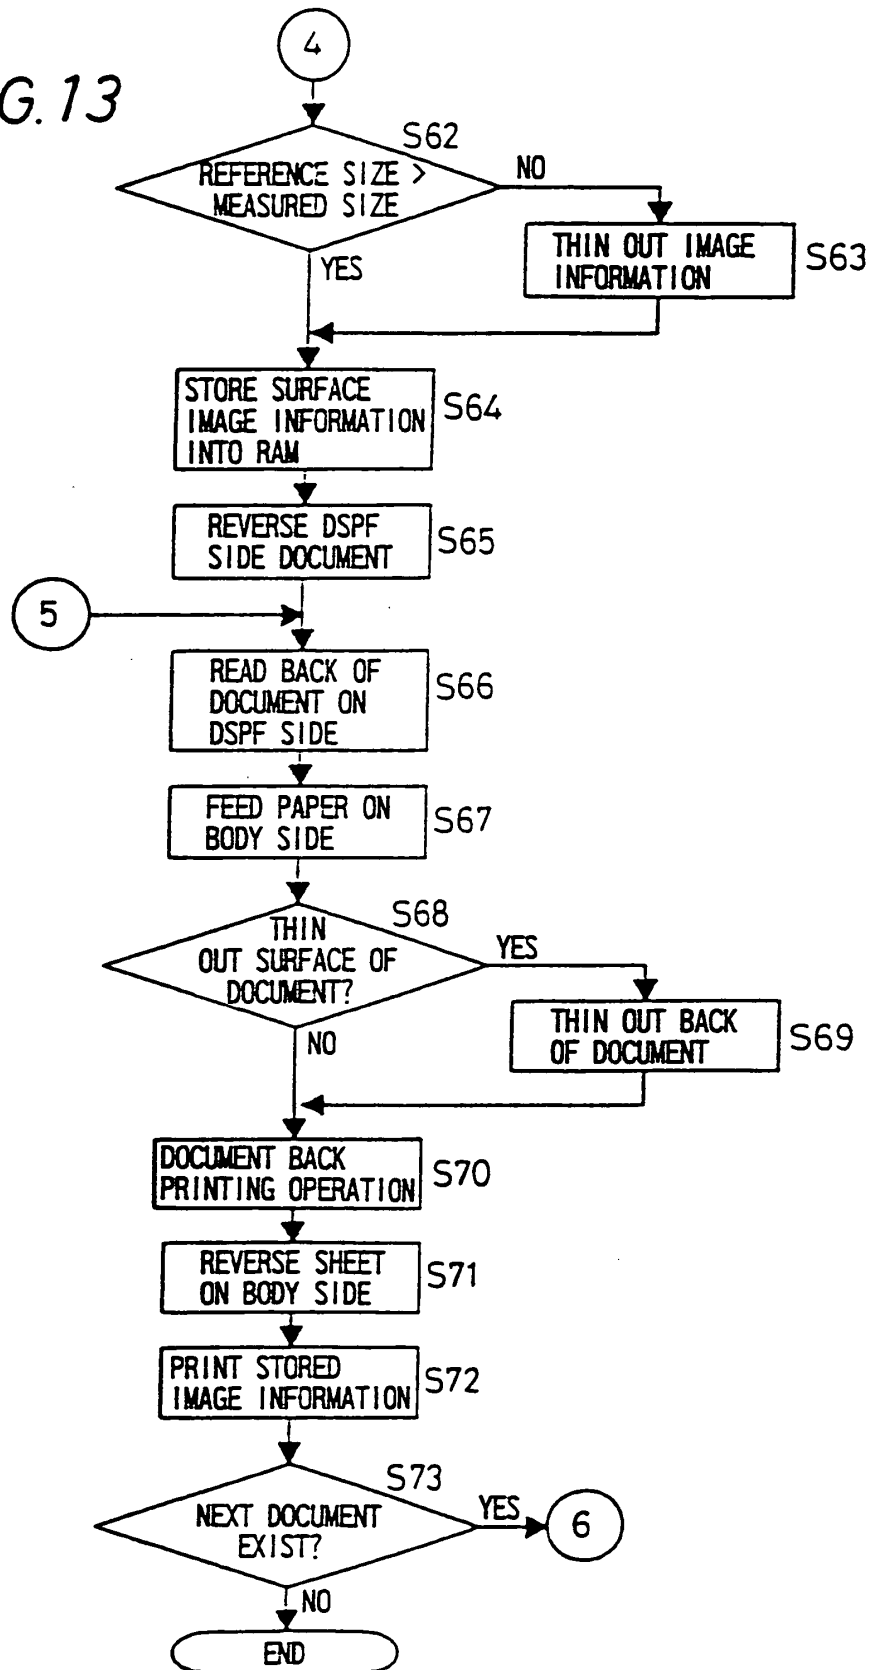 4
G.13
S62
REFERENCE SIZE >
MEASURED SIZE
NO
YES
THIN OUT IMAGE
INFORMATION
S63
STORE SURFACE
IMAGE INFORMATION
INTO RAM
S64
REVERSE DSPF
SIDE DOCUMENT
S65
5
READ BACK OF
DOCUMENT ON
DSPF SIDE
S66
FEED PAPER ON
BODY SIDE
S67
S68
THIN
OUT SURFACE OF
DOCUMENT?
YES
NO
THIN OUT BACK
OF DOCUMENT
S69
DOCUMENT BACK
PRINTING OPERATION
S70
REVERSE SHEET
ON BODY SIDE
S71
PRINT STORED
IMAGE INFORMATION
S72
S73
NEXT DOCUMENT
EXIST?
YES
6
NO
END